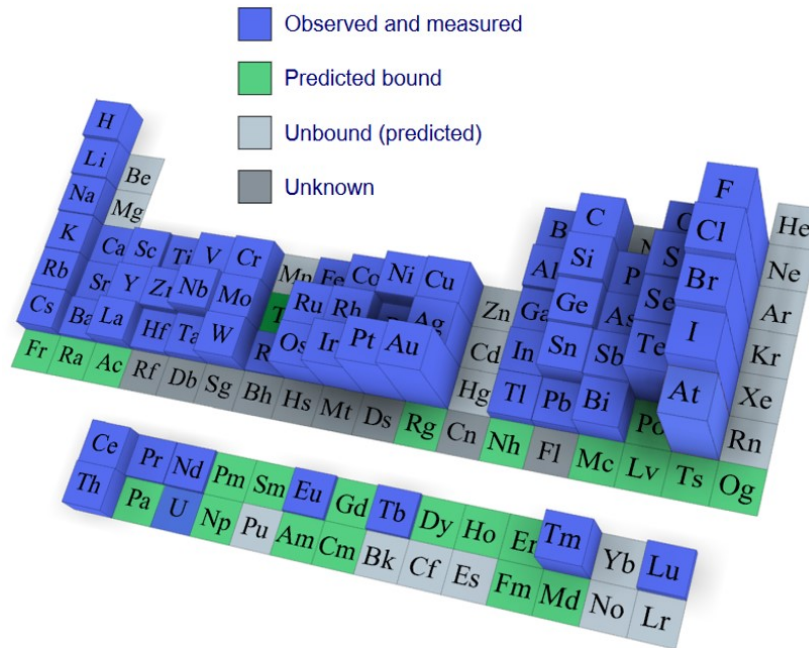 Observed and measured
Predicted bound
Unbound (predicted)
Unknown
H He
Li Be B C F Ne
Na Mg Al Si P S Cl Ar
K Ca Sc Ti V Cr Mn Fe Co Ni Cu Zn Ga Ge As Se Br Kr
Rb Sr Y Zr Nb Mo Ru Rh Ag Cd In Sn Sb Te I Xe
Cs Ba La Hf Ta W Os Ir Pt Au Hg Tl Pb Bi Po At Rn
Fr Ra Ac Rf Db Sg Bh Hs Mt Ds Rg Cn Nh Fl Mc Lv Ts Og
Ce Pr Nd Pm Sm Eu Gd Tb Dy Ho Er Tm Yb Lu
Th Pa U Np Pu Am Cm Bk Cf Es Fm Md No Lr